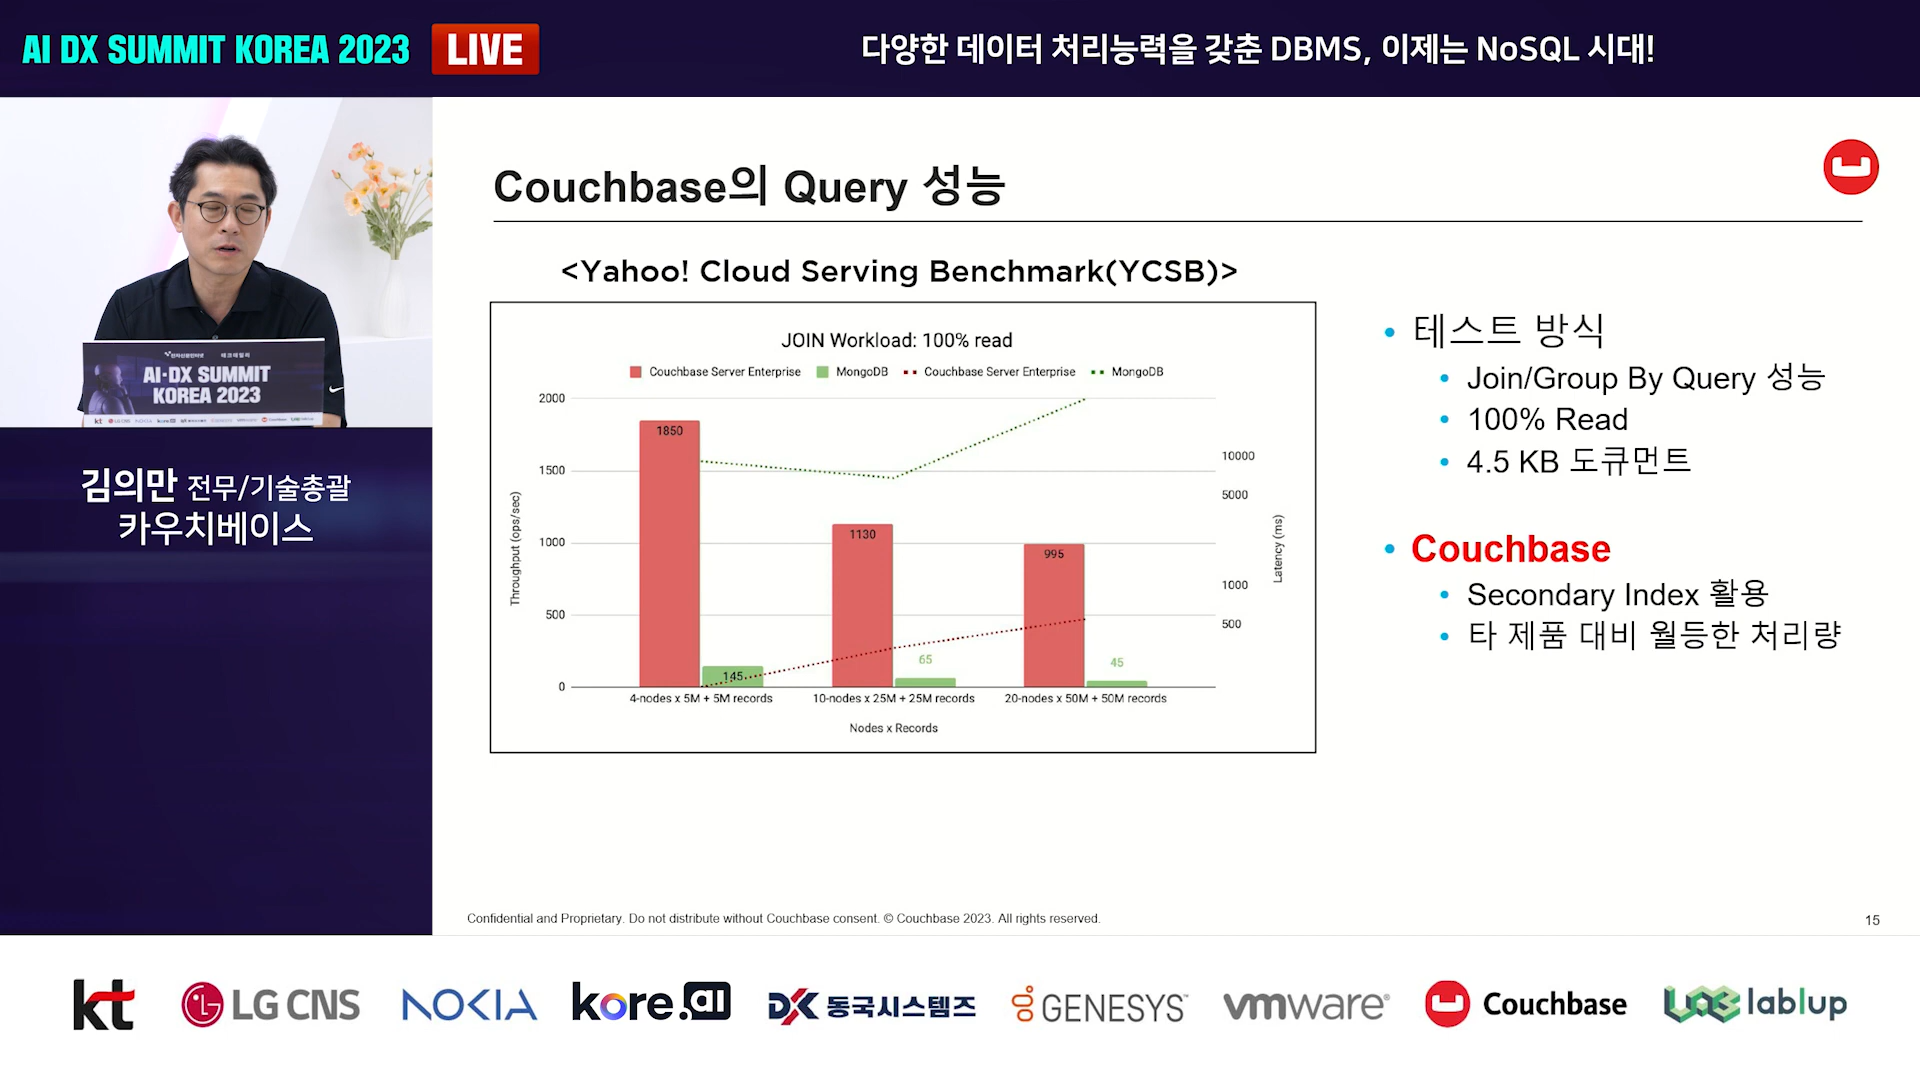 AI DX SUMMIT KOREA 2023 LIVE
다양한 데이터 처리능력을 갖춘 DBMS, 이제는 NoSQL 시대!
AI·DX SUMMIT
KOREA 2023
김의만 전무/기술총괄
카우치베이스
Couchbase의 Query 성능
<Yahoo! Cloud Serving Benchmark(YCSB)>
JOIN Workload: 100% read
Couchbase Server Enterprise MongoDB Couchbase Server Enterprise MongoDB
Throughput (ops/sec)
2000
1500
1000
500
0
1850
145
1130
65
995
45
10000
5000
1000
500
Latency (ms)
4-nodes x 5M + 5M records 10-nodes x 25M + 25M records 20-nodes x 50M + 50M records
Nodes x Records
• 테스트 방식
• Join/Group By Query 성능
• 100% Read
• 4.5 KB 도큐먼트
• Couchbase
• Secondary Index 활용
• 타 제품 대비 월등한 처리량
Confidential and Proprietary. Do not distribute without Couchbase consent. © Couchbase 2023. All rights reserved.
15
kt LG CNS NOKIA kore.ai DK 동국시스템즈 GENESYS™ vmware® Couchbase lablup